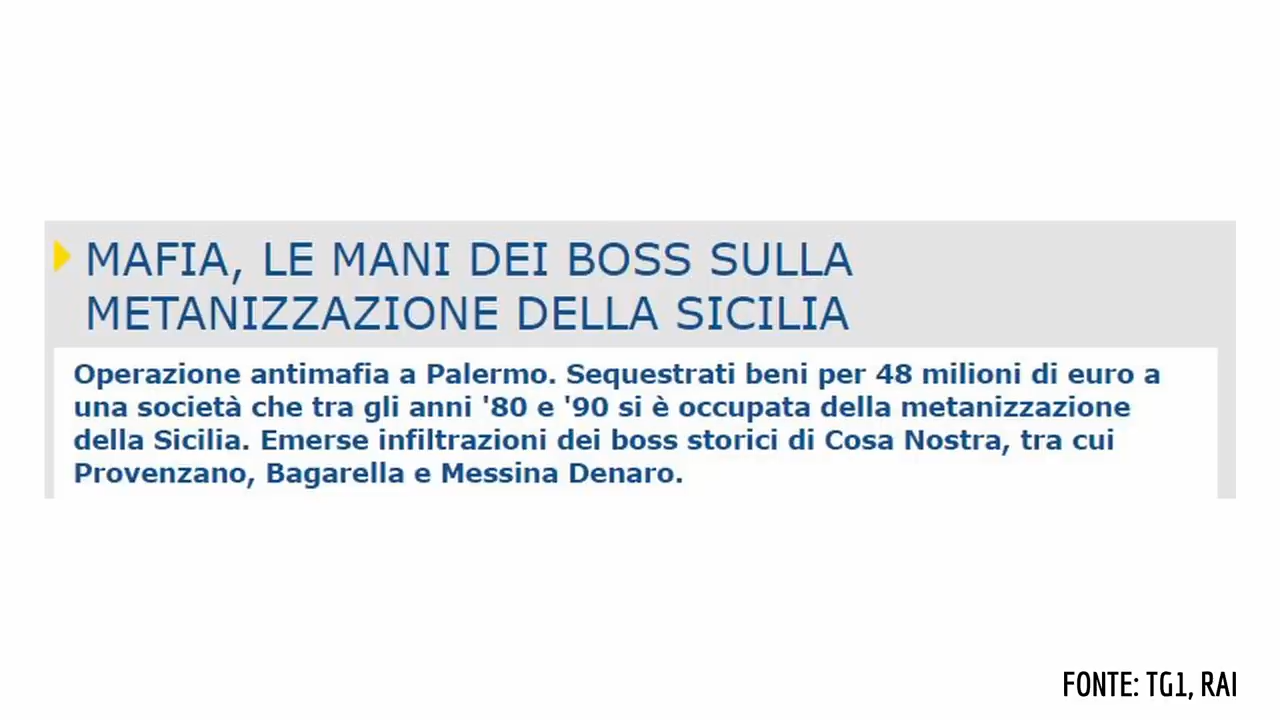 MAFIA, LE MANI DEI BOSS SULLA
METANIZZAZIONE DELLA SICILIA
Operazione antimafia a Palermo. Sequestrati beni per 48 milioni di euro a
una società che tra gli anni '80 e '90 si è occupata della metanizzazione
della Sicilia. Emerse infiltrazioni dei boss storici di Cosa Nostra, tra cui
Provenzano, Bagarella e Messina Denaro.
FONTE: TG1, RAI